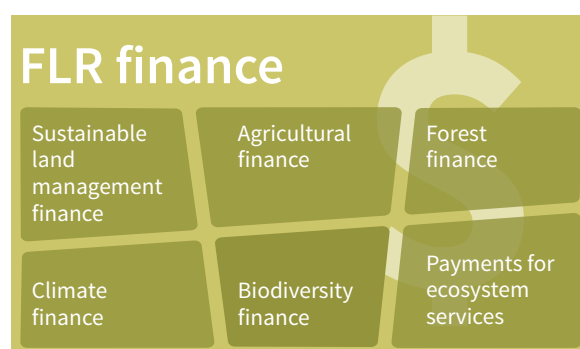 FLR finance
Sustainable
land
management
finance
Agricultural
finance
Forest
finance
Climate
finance
Biodiversity
finance
Payments for
ecosystem
services